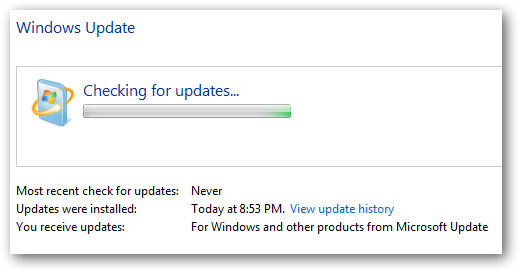 Windows Update
Checking for updates...
Most recent check for updates: Never
Updates were installed: Today at 8:53 PM. View update history
You receive updates: For Windows and other products from Microsoft Update